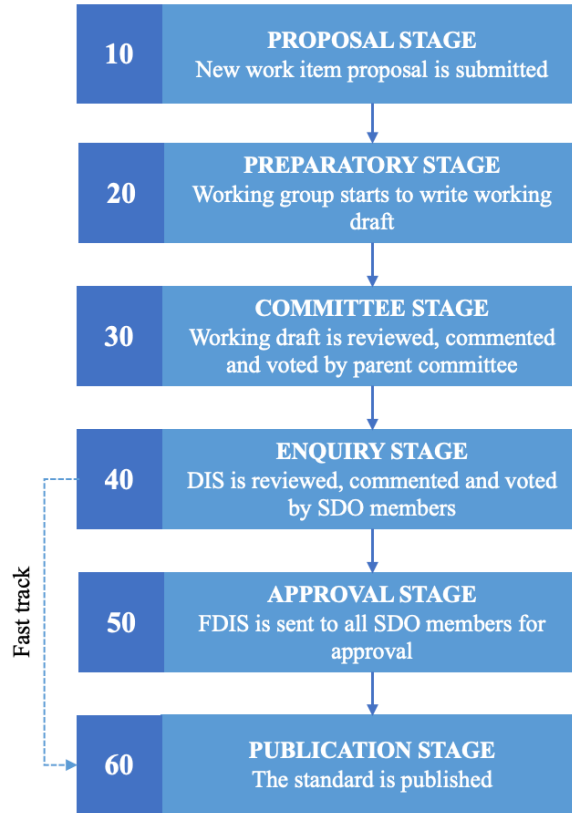 10
PROPOSAL STAGE
New work item proposal is submitted
20
PREPARATORY STAGE
Working group starts to write working
draft
30
COMMITTEE STAGE
Working draft is reviewed, commented
and voted by parent committee
40
ENQUIRY STAGE
DIS is reviewed, commented and voted
by SDO members
Fast track
50
APPROVAL STAGE
FDIS is sent to all SDO members for
approval
60
PUBLICATION STAGE
The standard is published